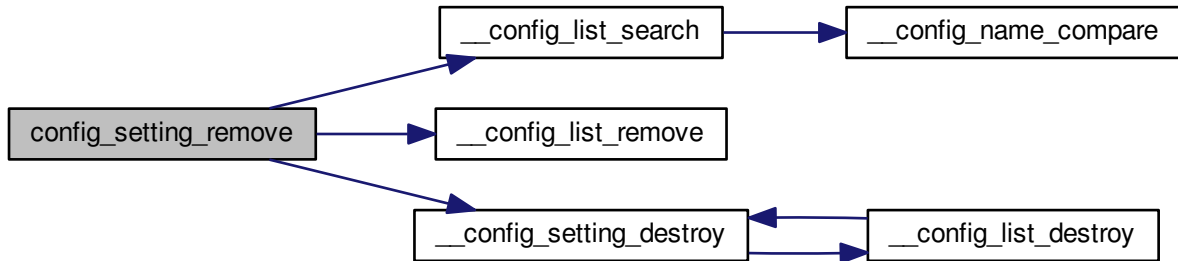 __config_list_search
__config_name_compare
config_setting_remove
__config_list_remove
__config_setting_destroy
__config_list_destroy